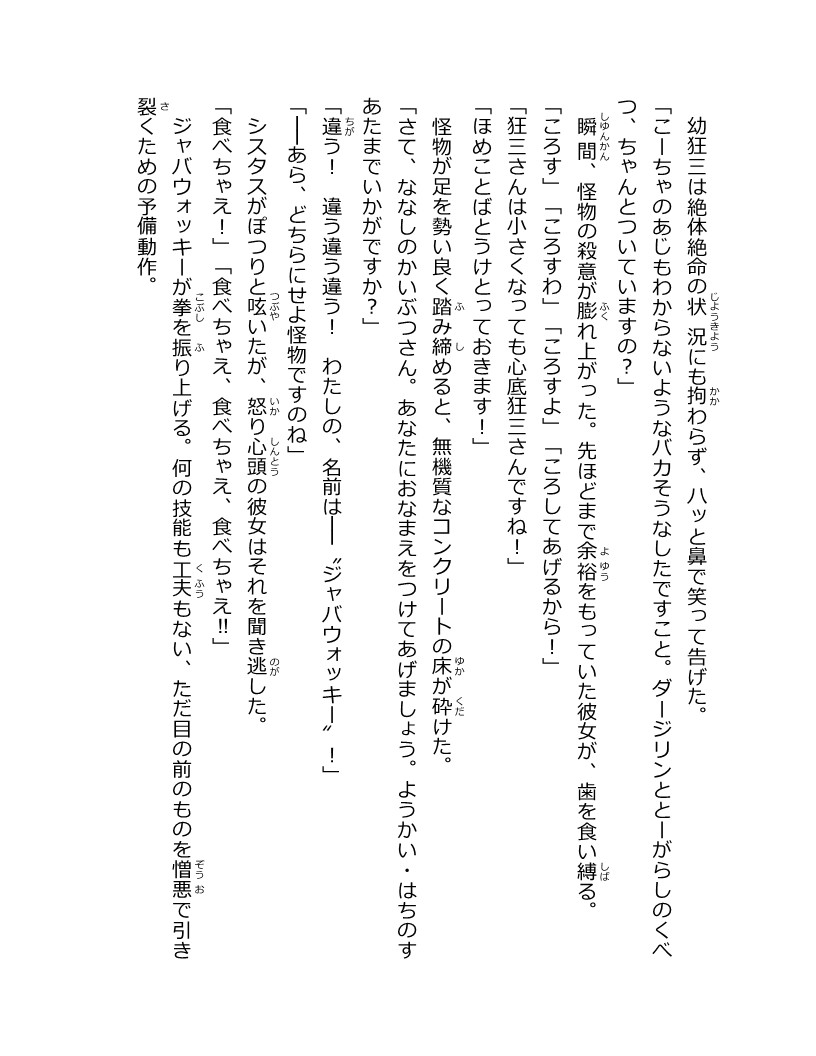 幼狂三は絶体絶命の状況にも拘わらず、ハッと鼻で笑って告げた。
「こーちゃのあじもわからないようなバカそうなしたですこと。ダージリンととーがらしのくべ
つ、ちゃんとついていますの？」
瞬間、怪物の殺意が膨れ上がった。先ほどまで余裕をもっていた彼女が、歯を食い縛る。
「ころす」「ころすわ」「ころすよ」「ころしてあげるから！」
「狂三さんは小さくなっても心底狂三さんですね！」
「ほめことばとうけとっておきます！」
怪物が足を勢い良く踏み締めると、無機質なコンクリートの床が砕けた。
「さて、ななしのかいぶつさん。あなたにおなまえをつけてあげましょう。ようかい・はちのす
あたまでいかがですか？」
「違う！　違う違う違う！　わたしの、名前は――〝ジャバウォッキー〟！」
「――あら、どちらにせよ怪物ですのね」
シスタスがぽつりと呟いたが、怒り心頭の彼女はそれを聞き逃した。
「食べちゃえ！」「食べちゃえ、食べちゃえ、食べちゃえ‼」
ジャバウォッキーが拳を振り上げる。何の技能も工夫もない、ただ目の前のものを憎悪で引き
裂くための予備動作。